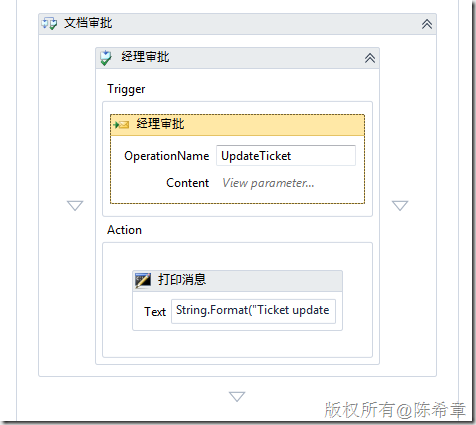 文档审批
经理审批
Trigger
经理审批
OperationName UpdateTicket
Content View parameter...
Action
打印消息
Text String.Format("Ticket update
版权所有@陈希章